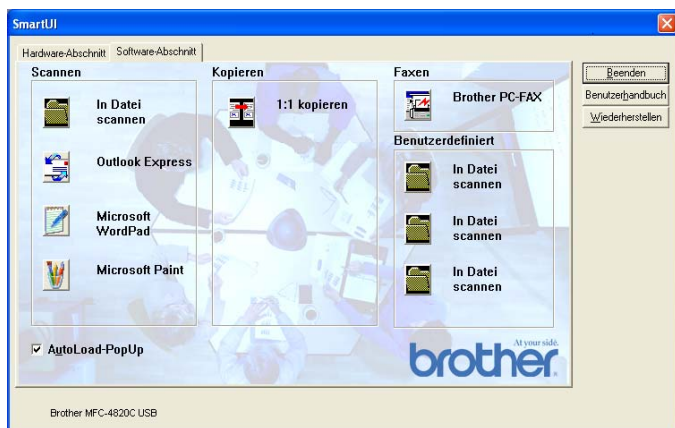 SmartUI
Hardware-Abschnitt
Software-Abschnitt
Scannen
In Datei
scannen
Outlook Express
Microsoft
WordPad
Microsoft Paint
Kopieren
1:1 kopieren
Faxen
Brother PC-FAX
Benutzerdefiniert
In Datei
scannen
In Datei
scannen
In Datei
scannen
Beenden
Benutzerhandbuch
Wiederherstellen
AutoLoad-PopUp
At your side.
brother
Brother MFC-4820C USB